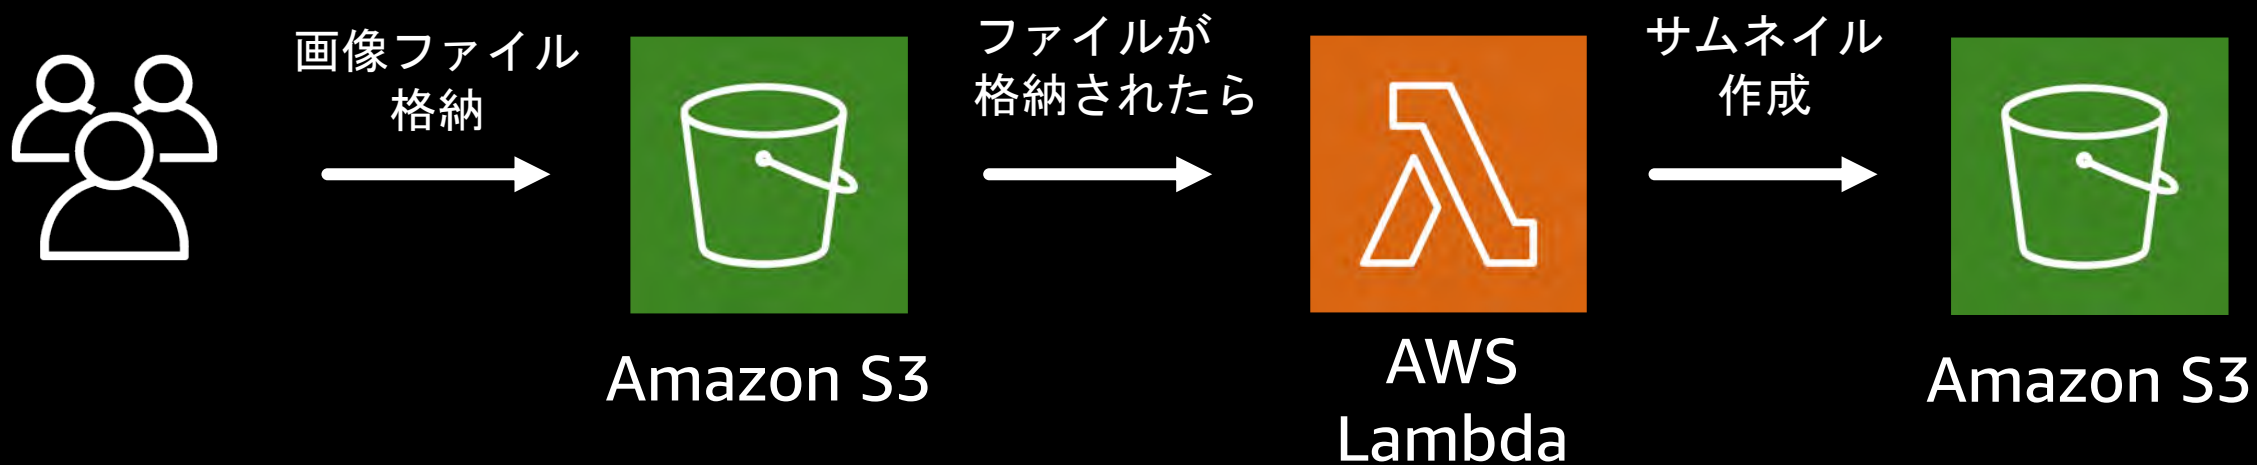 画像ファイル
格納
Amazon S3
ファイルが
格納されたら
AWS
Lambda
サムネイル
作成
Amazon S3